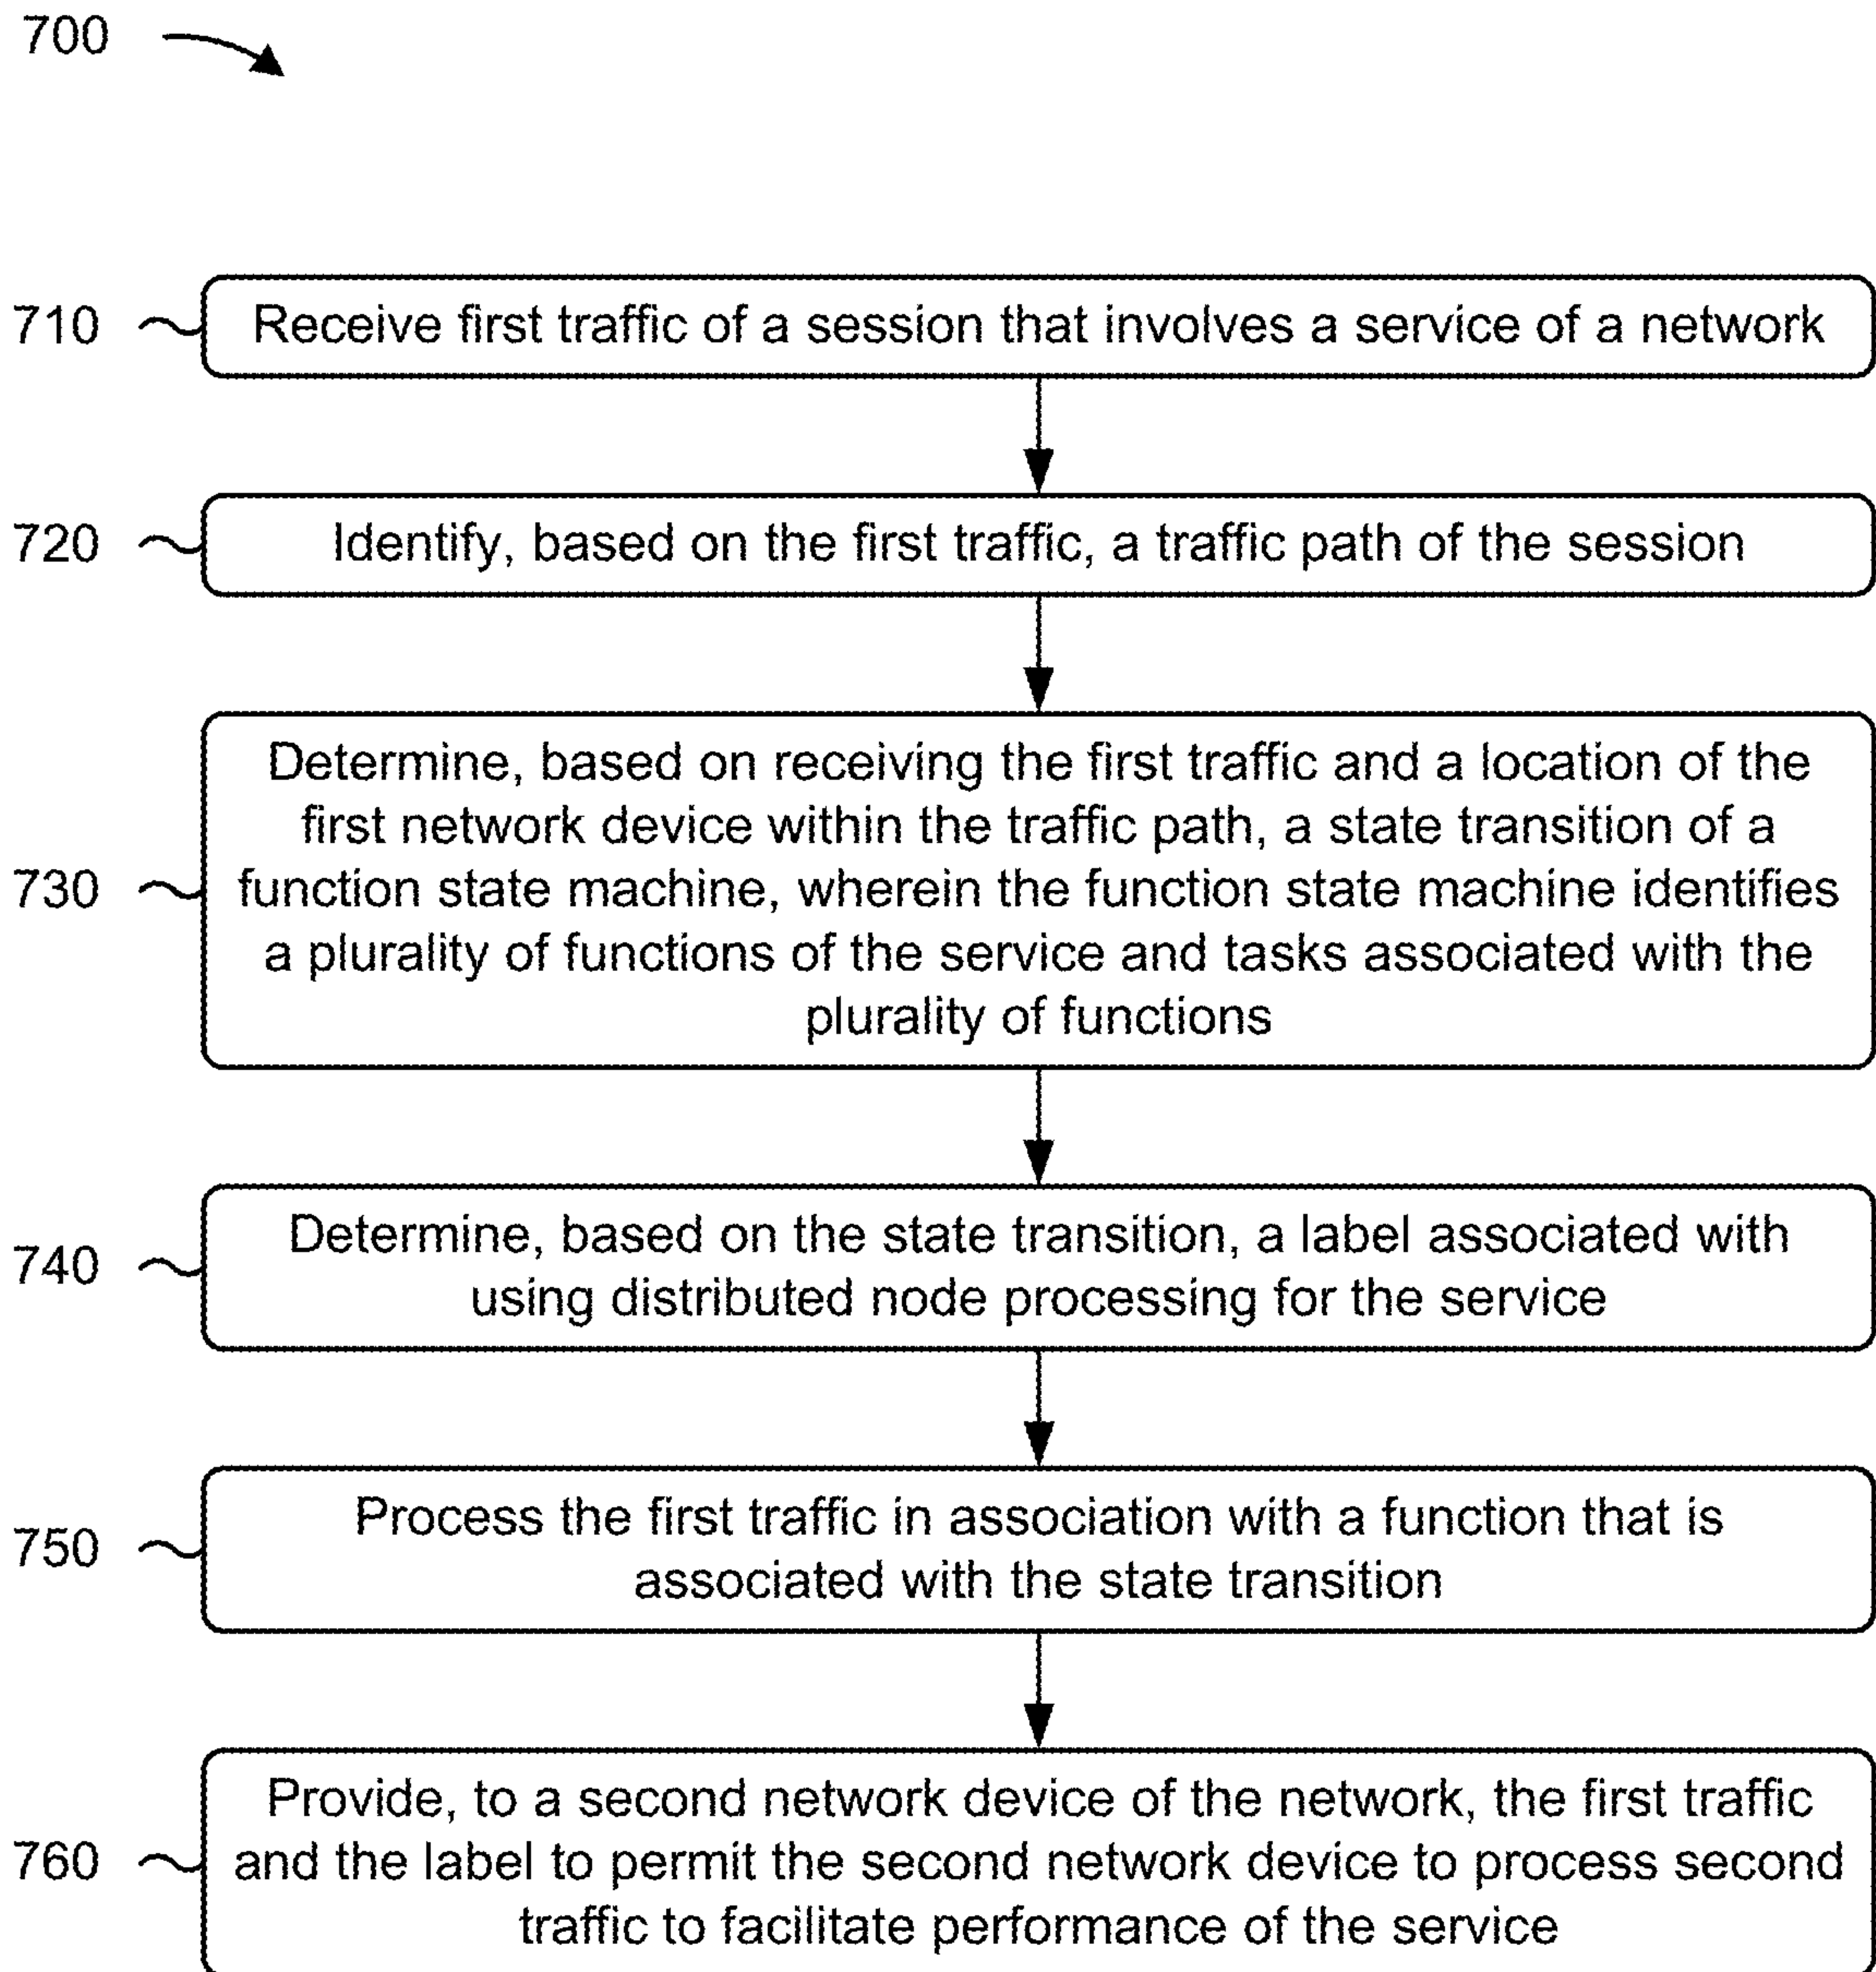 700
710
Receive first traffic of a session that involves a service of a network
720
Identify, based on the first traffic, a traffic path of the session
730
Determine, based on receiving the first traffic and a location of the
first network device within the traffic path, a state transition of a
function state machine, wherein the function state machine identifies
a plurality of functions of the service and tasks associated with the
plurality of functions
740
Determine, based on the state transition, a label associated with
using distributed node processing for the service
750
Process the first traffic in association with a function that is
associated with the state transition
760
Provide, to a second network device of the network, the first traffic
and the label to permit the second network device to process second
traffic to facilitate performance of the service